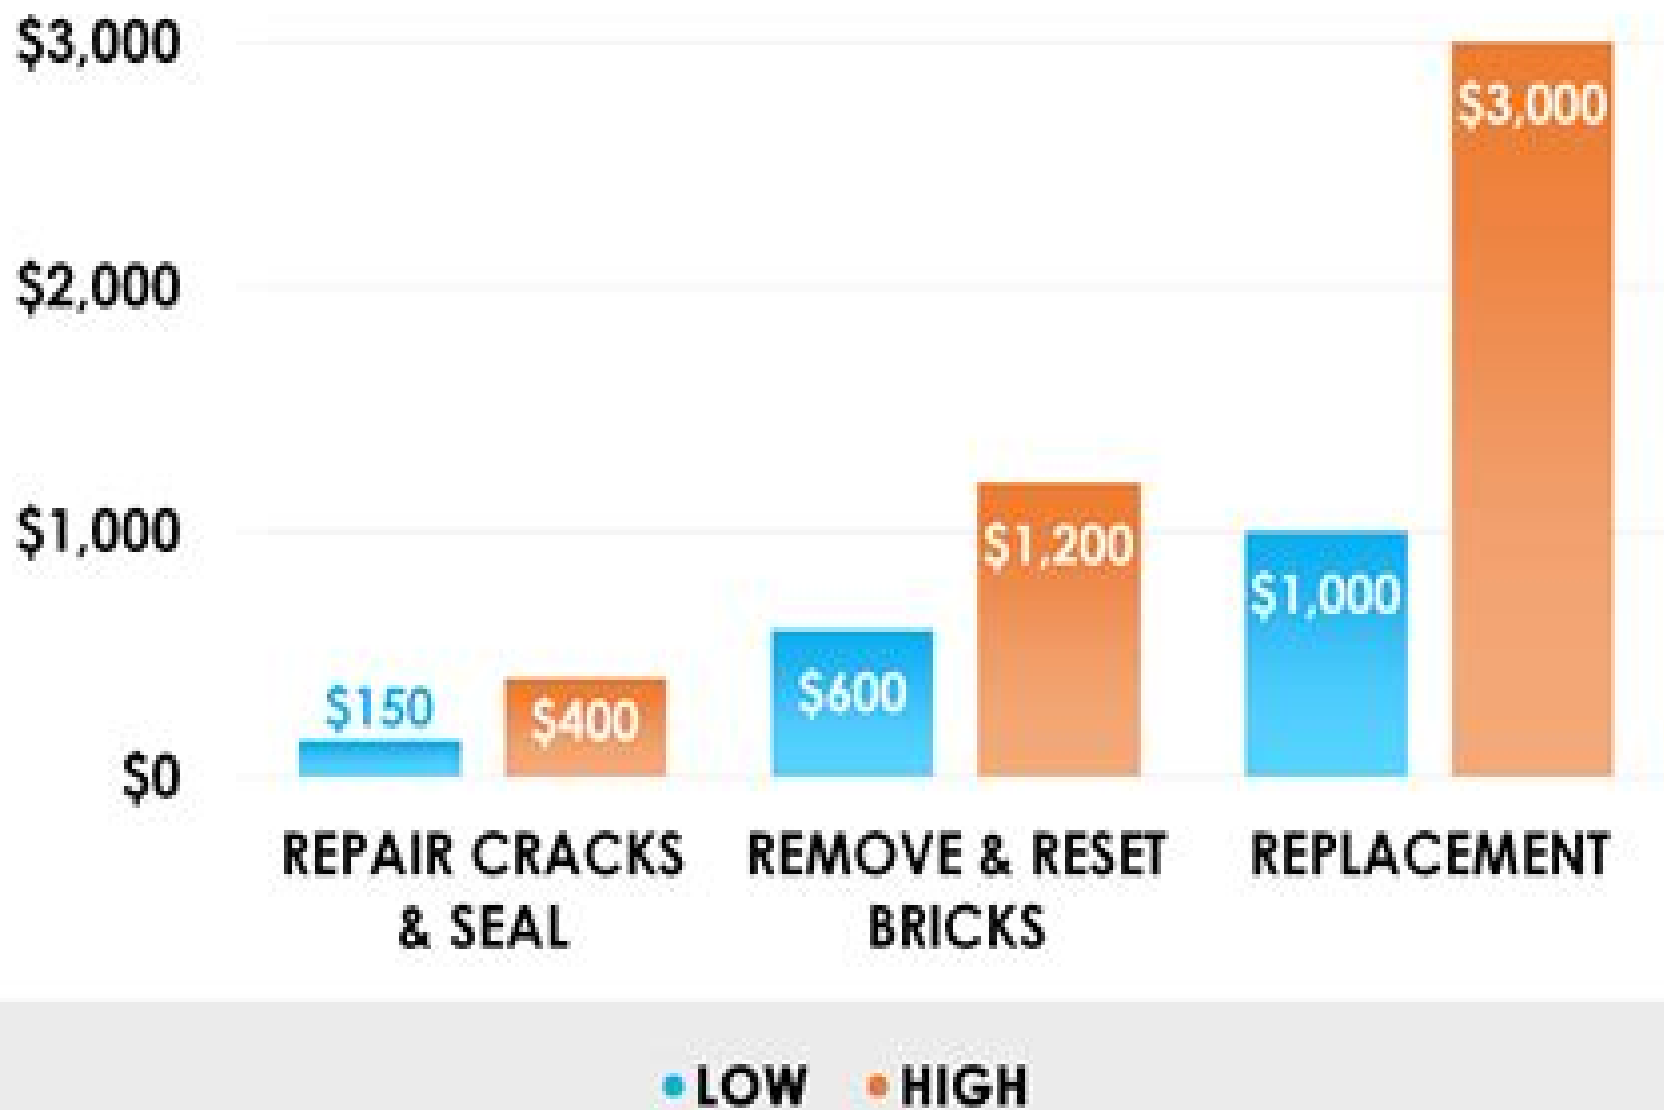 $3,000
$3,000
$2,000
$1,000
$1,200
$1,000
$150
$400
$600
$0
REPAIR CRACKS
& SEAL
REMOVE & RESET
BRICKS
REPLACEMENT
LOW
HIGH